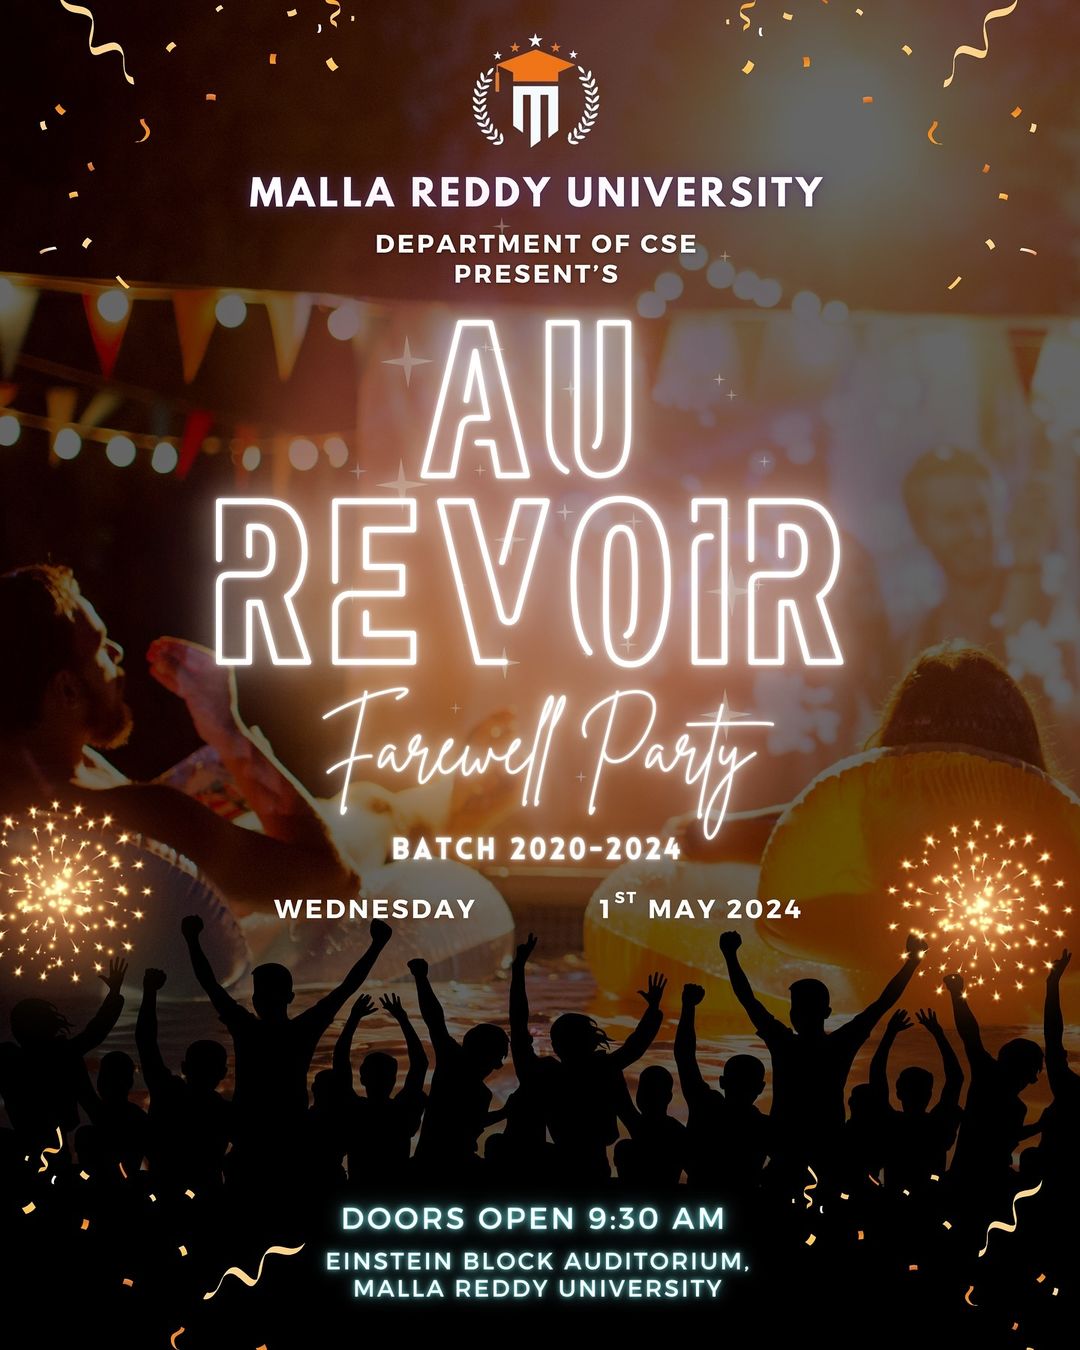 MALLA REDDY UNIVERSITY
DEPARTMENT OF CSE
PRESENT'S
AU
REVOIR
Farewell Party
BATCH 2020-2024
WEDNESDAY 1ST MAY 2024
DOORS OPEN 9:30 AM
EINSTEIN BLOCK AUDITORIUM,
MALLA REDDY UNIVERSITY